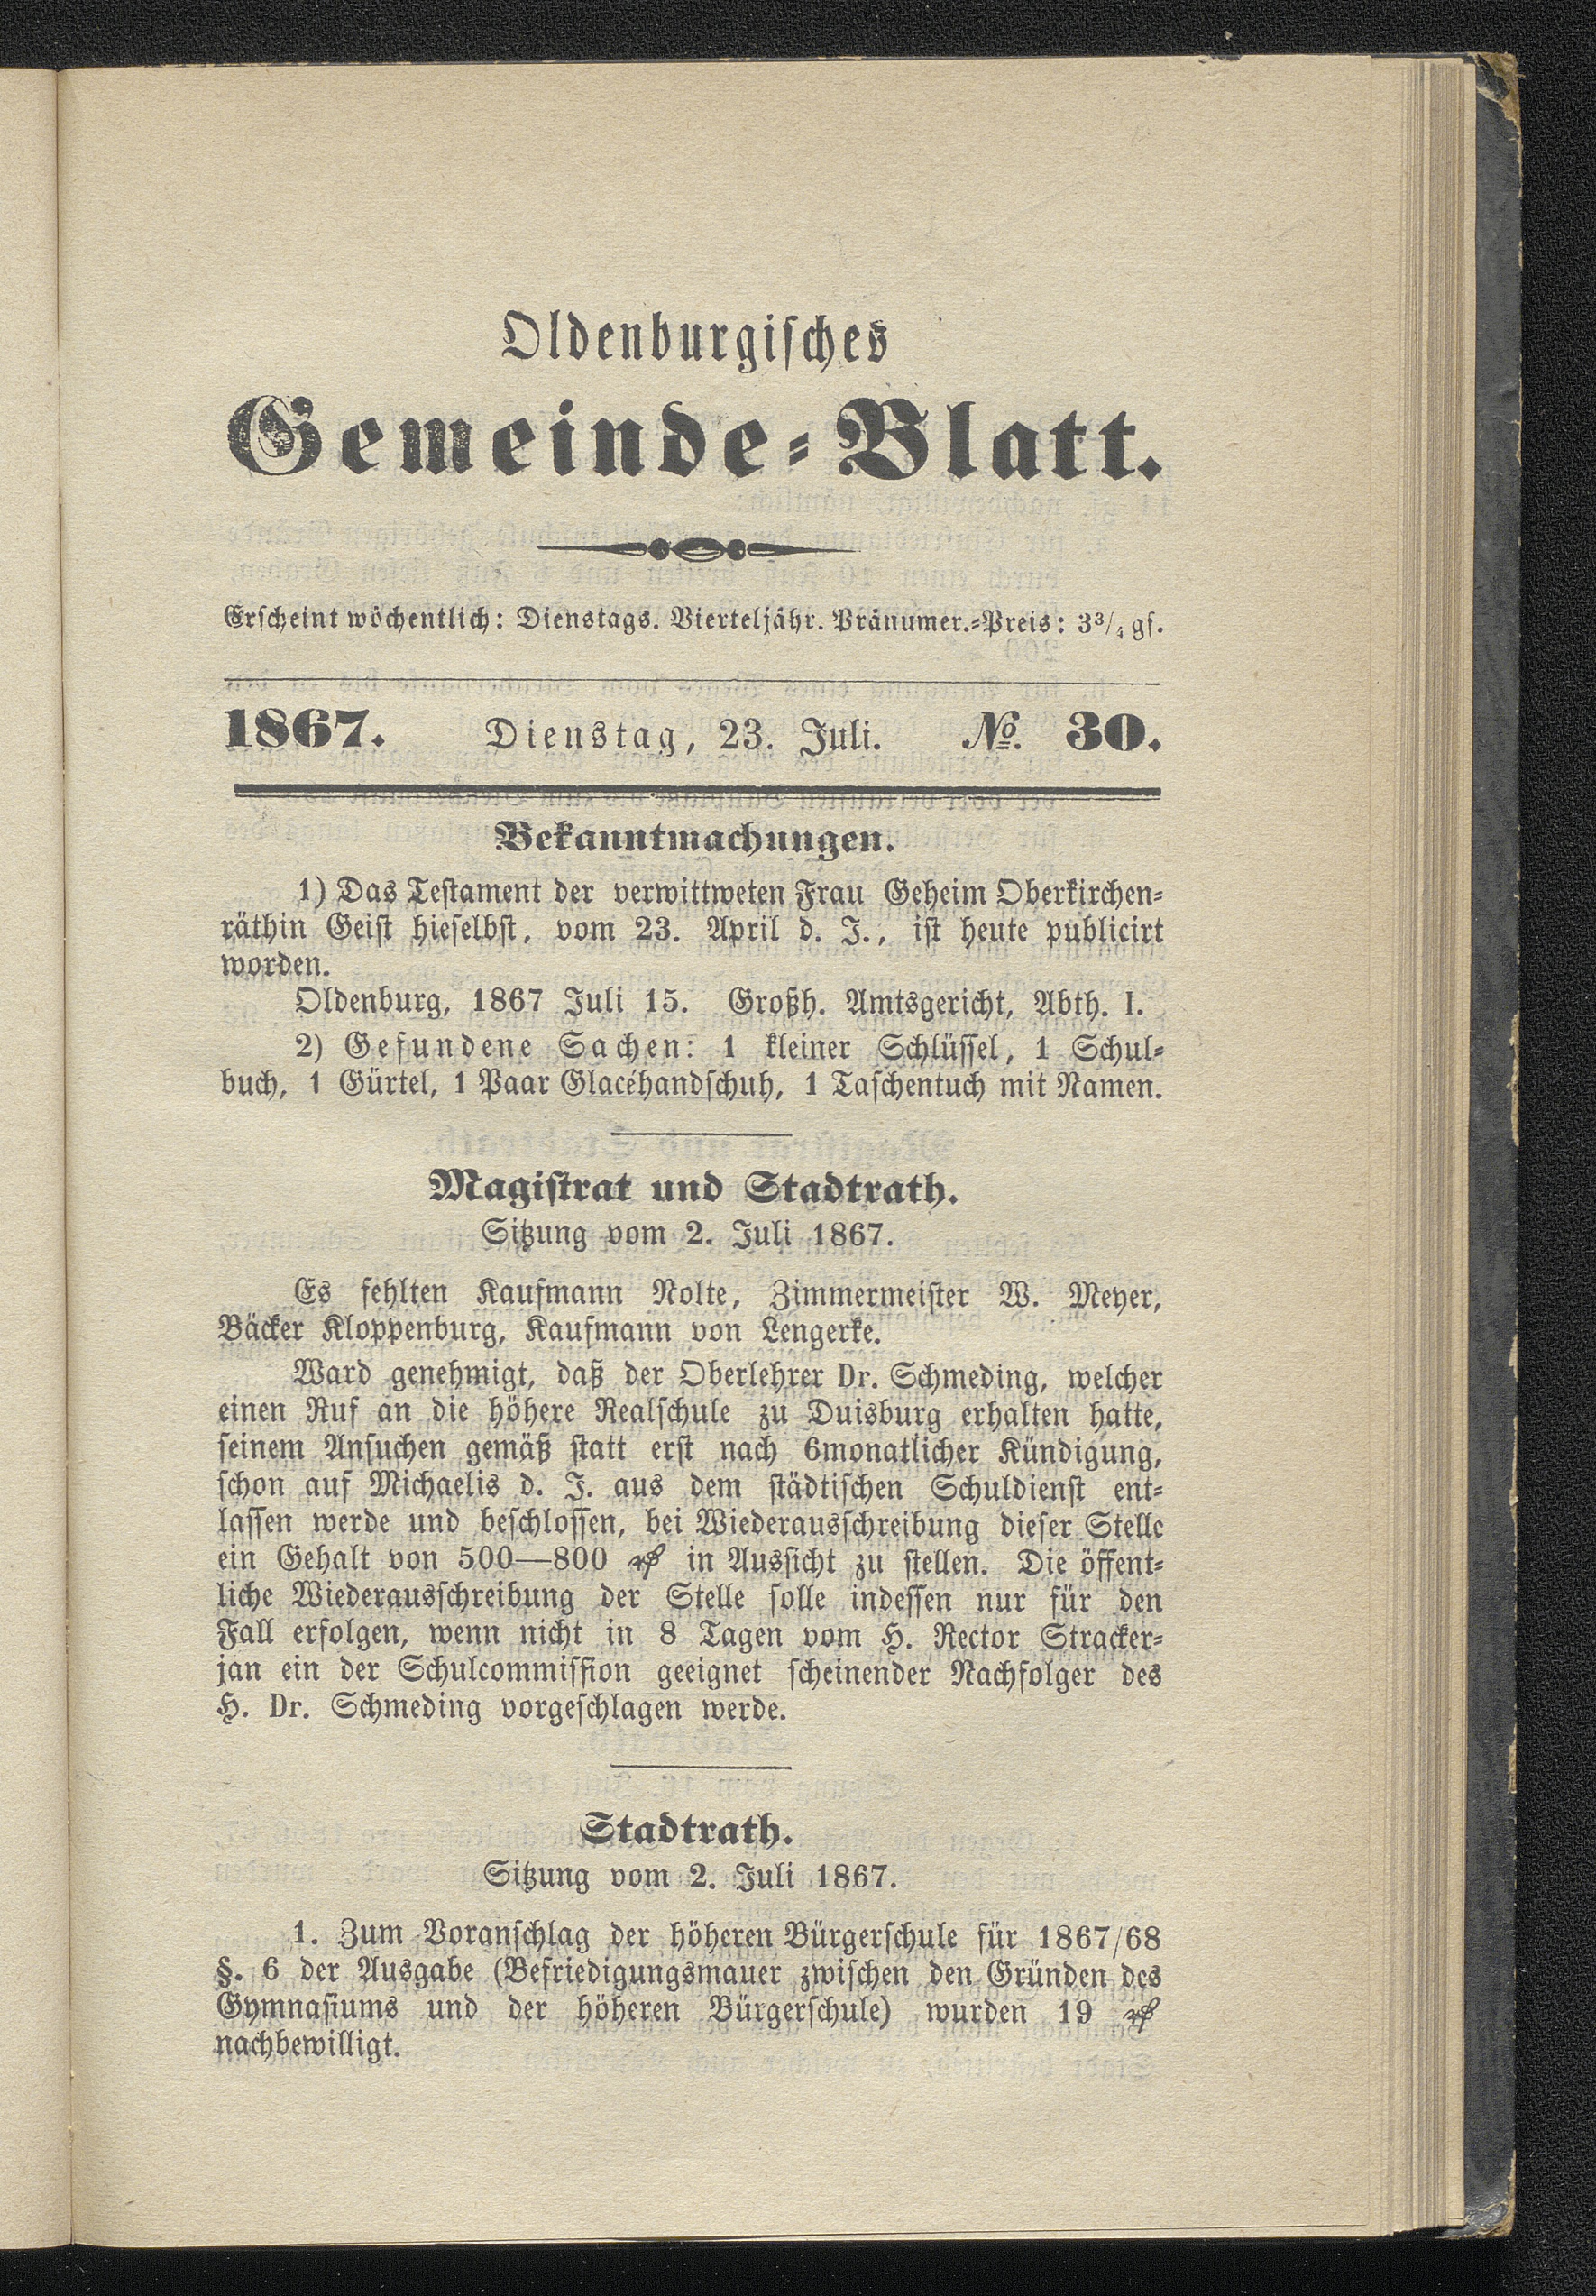 Oldenburgisches
Gemeinde-Blatt.
Erscheint wöchentlich: Dienstags. Vierteljähr. Pränumer.-Preis: 3¾ gs.
1867. Dienstag, 23. Juli. №. 30.
Bekanntmachungen.
1) Das Testament der verwittweten Frau Geheim Oberkirchen-
räthin Geist hieselbst, vom 23. April d. J., ist heute publicirt
worden.
Oldenburg, 1867 Juli 15. Großh. Amtsgericht, Abth. I.
2) Gefundene Sachen: 1 kleiner Schlüssel, 1 Schul-
buch, 1 Gürtel, 1 Paar Glacéhandschuh, 1 Taschentuch mit Namen.
Magistrat und Stadtrath.
Sitzung vom 2. Juli 1867.
Es fehlten Kaufmann Nolte, Zimmermeister W. Meyer,
Bäcker Kloppenburg, Kaufmann von Lengerke.
Ward genehmigt, daß der Oberlehrer Dr. Schmeding, welcher
einen Ruf an die höhere Realschule zu Duisburg erhalten hatte,
seinem Ansuchen gemäß statt erst nach 6monatlicher Kündigung,
schon auf Michaelis d. J. aus dem städtischen Schuldienst ent-
lassen werde und beschlossen, bei Wiederausschreibung dieser Stelle
ein Gehalt von 500—800 ₰ in Aussicht zu stellen. Die öffent-
liche Wiederausschreibung der Stelle solle indessen nur für den
Fall erfolgen, wenn nicht in 8 Tagen vom H. Rector Stracker-
jan ein der Schulcommission geeignet scheinender Nachfolger des
H. Dr. Schmeding vorgeschlagen werde.
Stadtrath.
Sitzung vom 2. Juli 1867.
1. Zum Voranschlag der höheren Bürgerschule für 1867/68
§. 6 der Ausgabe (Befriedigungsmauer zwischen den Gründen des
Gymnasiums und der höheren Bürgerschule) wurden 19 ₰
nachbewilligt.